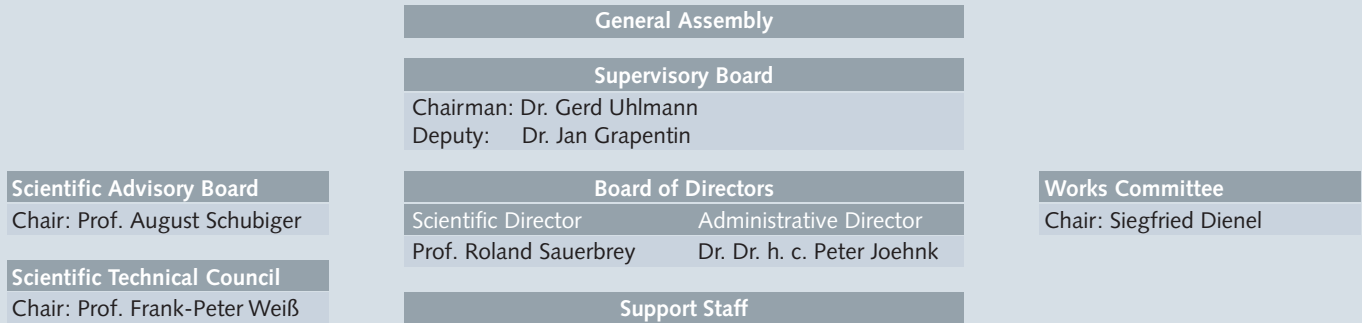 General Assembly
Supervisory Board
Chairman: Dr. Gerd Uhlmann
Deputy: Dr. Jan Grapentin
Scientific Advisory Board
Chair: Prof. August Schubiger
Scientific Technical Council
Chair: Prof. Frank-Peter Weiß
Board of Directors
Scientific Director Administrative Director
Prof. Roland Sauerbrey Dr. Dr. h. c. Peter Joehnk
Support Staff
Works Committee
Chair: Siegfried Dienel